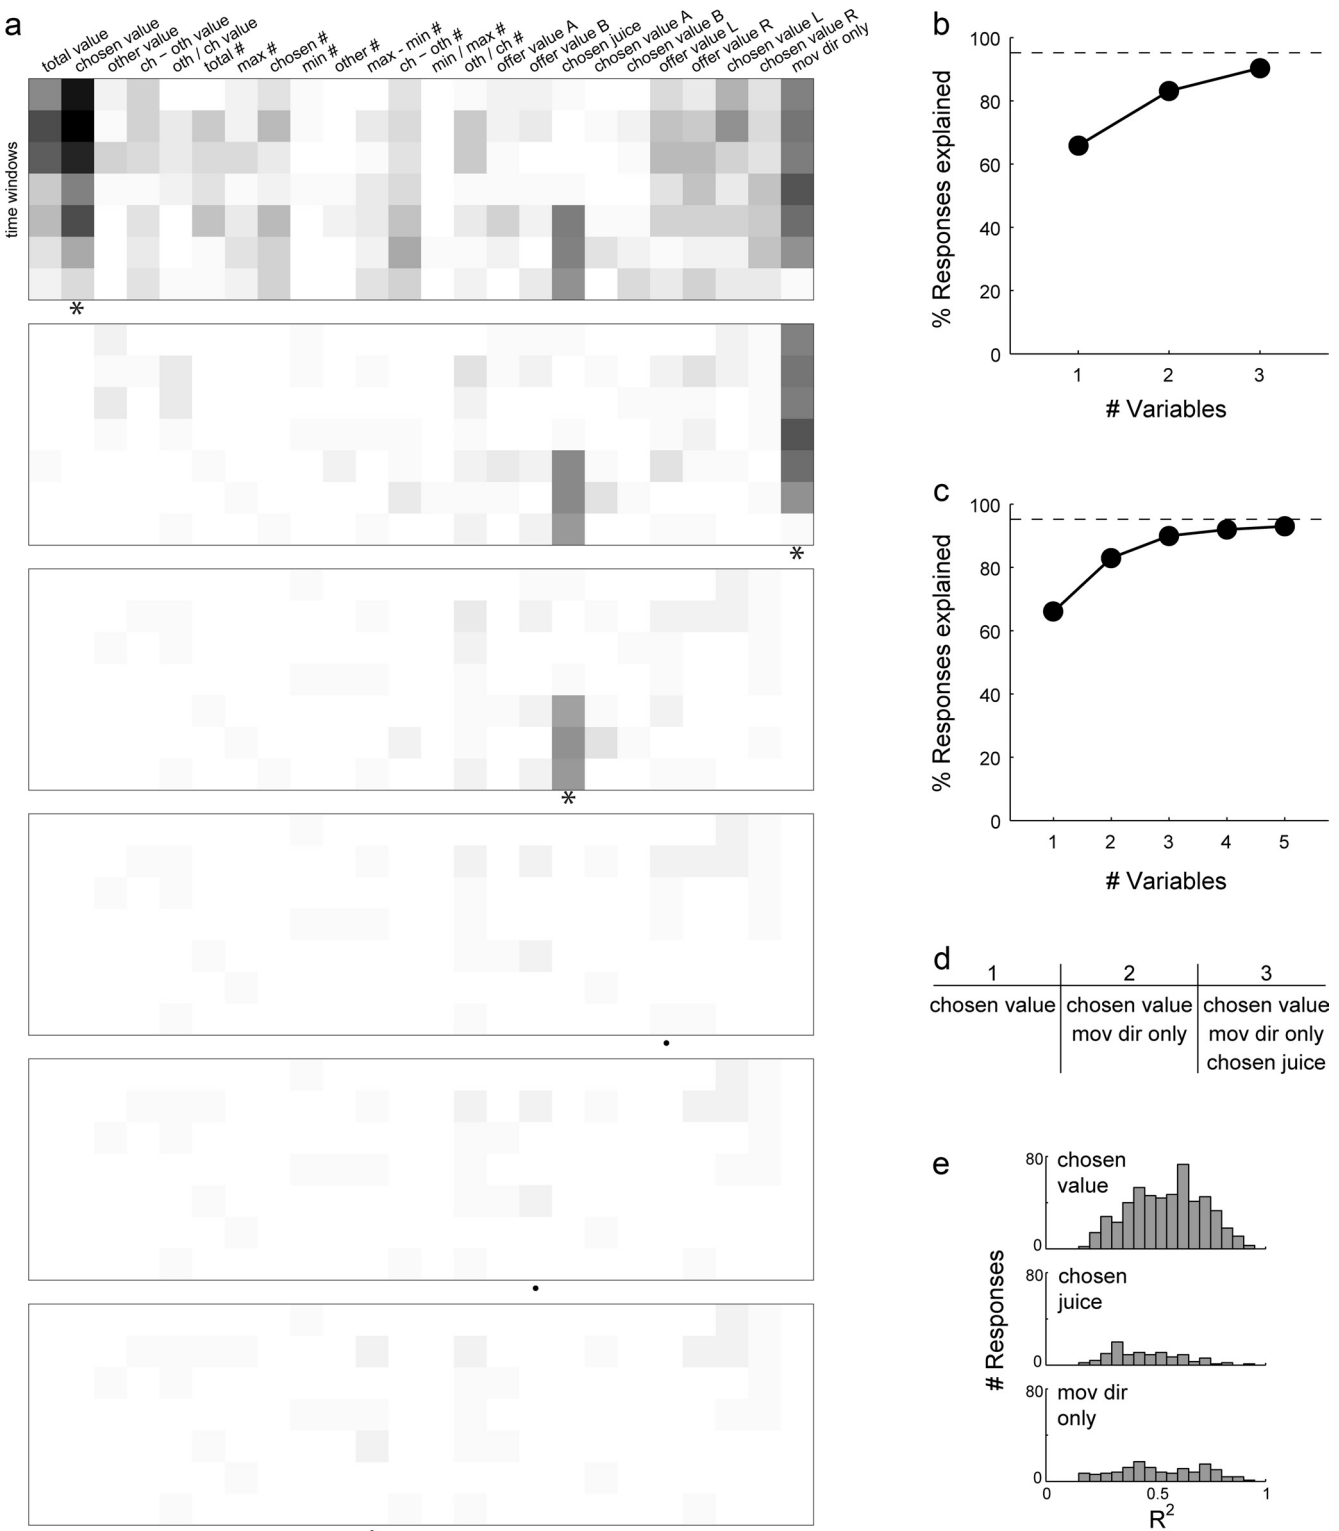 a
total value
chosen value
other value
ch – oth value
oth / ch value
total #
max #
chosen #
min #
other #
max - min #
ch – oth #
min / max #
oth / ch #
offer value A
offer value B
chosen juice
chosen value A
chosen value B
offer value L
offer value R
chosen value L
chosen value R
mov dir only
time windows
*
*
*
•
•
b
100
80
60
40
20
0
1 2 3
% Responses explained
# Variables
c
100
80
60
40
20
0
1 2 3 4 5
% Responses explained
# Variables
d
1 2 3
chosen value chosen value chosen value
mov dir only mov dir only
chosen juice
e
80
chosen
value
0
80
chosen
juice
0
80
mov dir
only
0
# Responses
0 0.5 1
R²